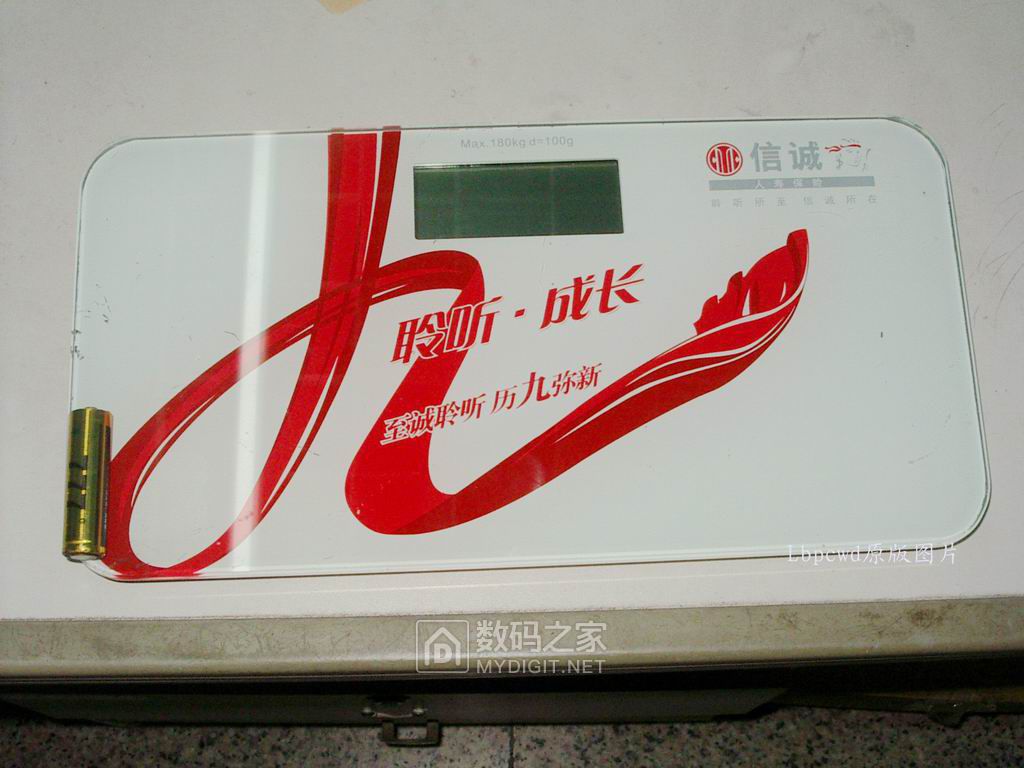 Max.180kg d=100g
信诚
人寿保险
聆听所至 信诚所在
聆听·成长
至诚聆听 历九弥新
Lbpcwd原版图片
数码之家
MYDIGIT.NET